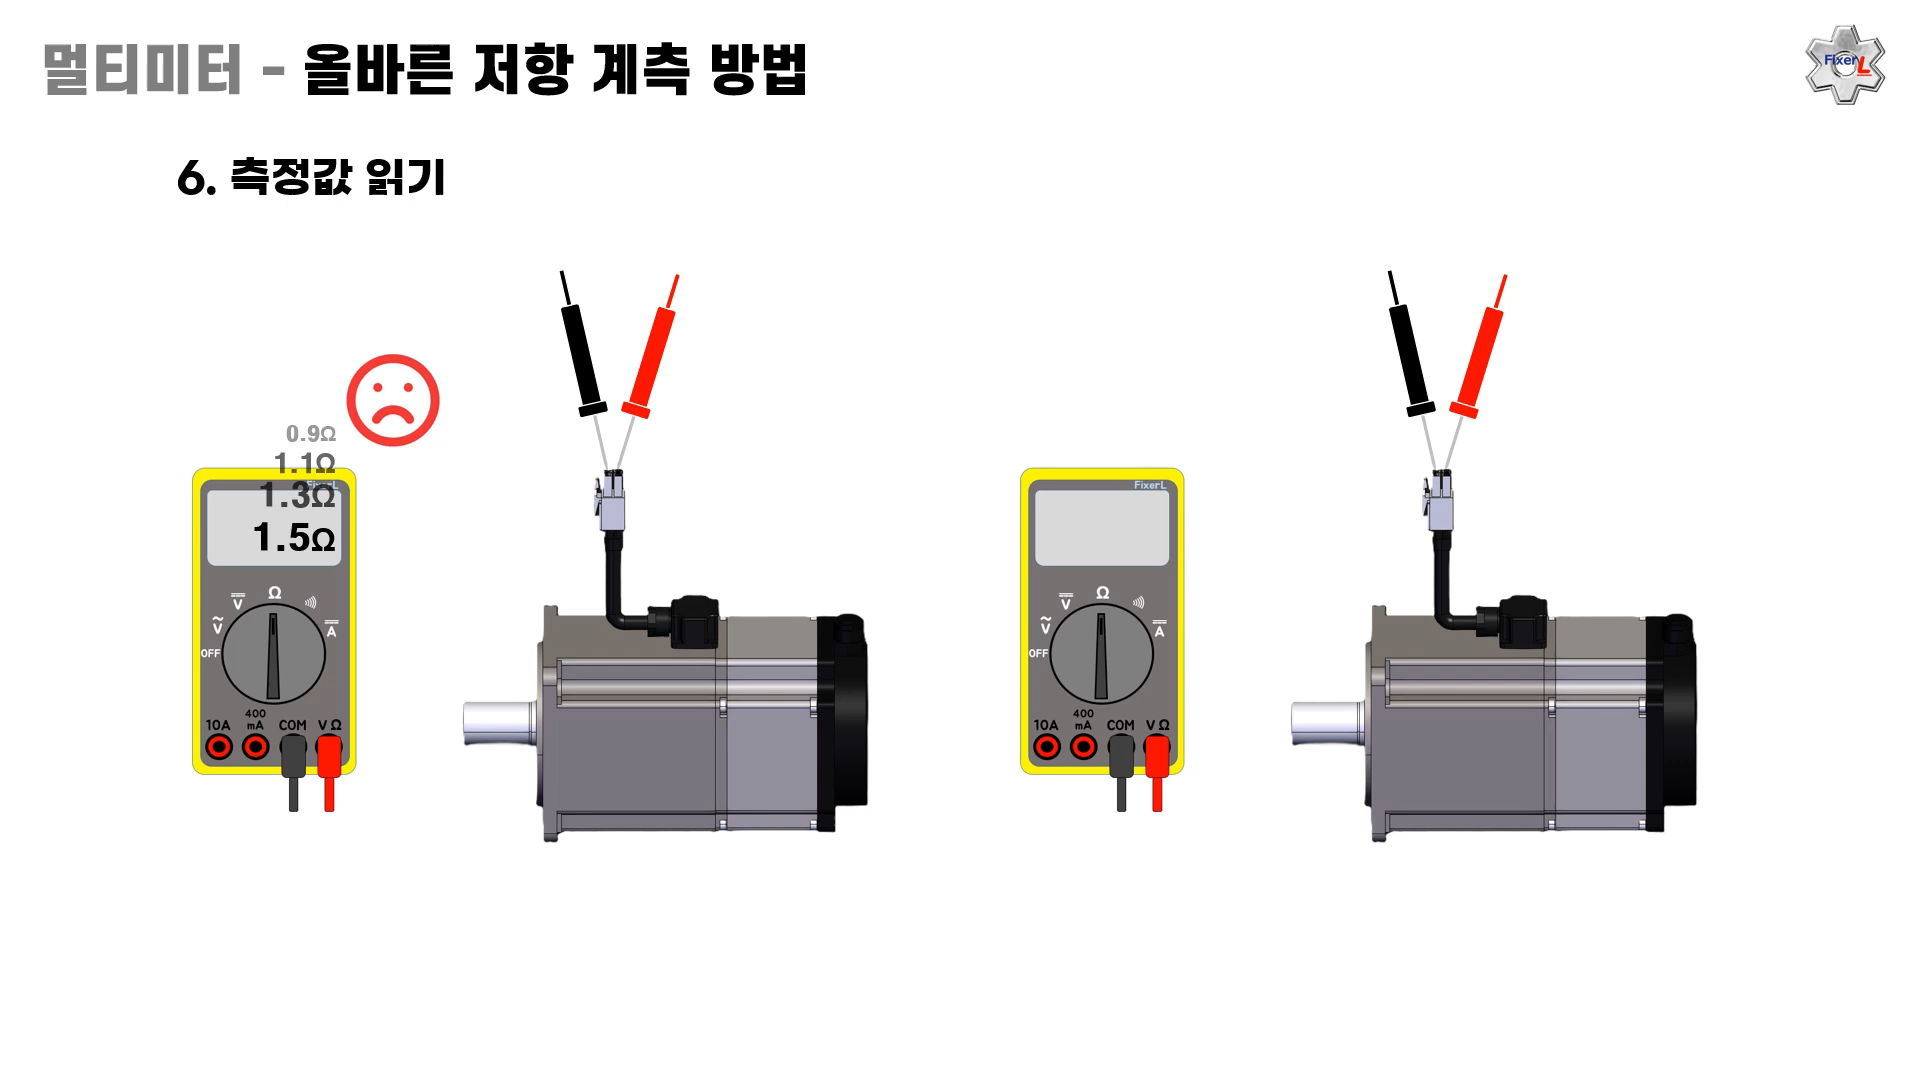 멀티미터 - 올바른 저항 계측 방법
FixerL
6. 측정값 읽기
0.9Ω
1.1Ω
FixerL
1.3Ω
1.5Ω
Ω
V
V
A
OFF
10A
400
mA
COM
V Ω
FixerL
Ω
V
V
A
OFF
10A
400
mA
COM
V Ω